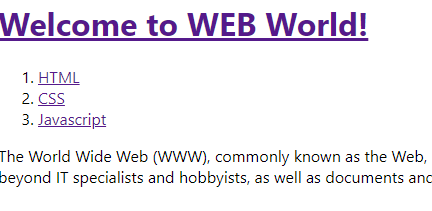 Welcome to WEB World!
1. HTML
2. CSS
3. Javascript
The World Wide Web (WWW), commonly known as the Web,
beyond IT specialists and hobbyists, as well as documents and